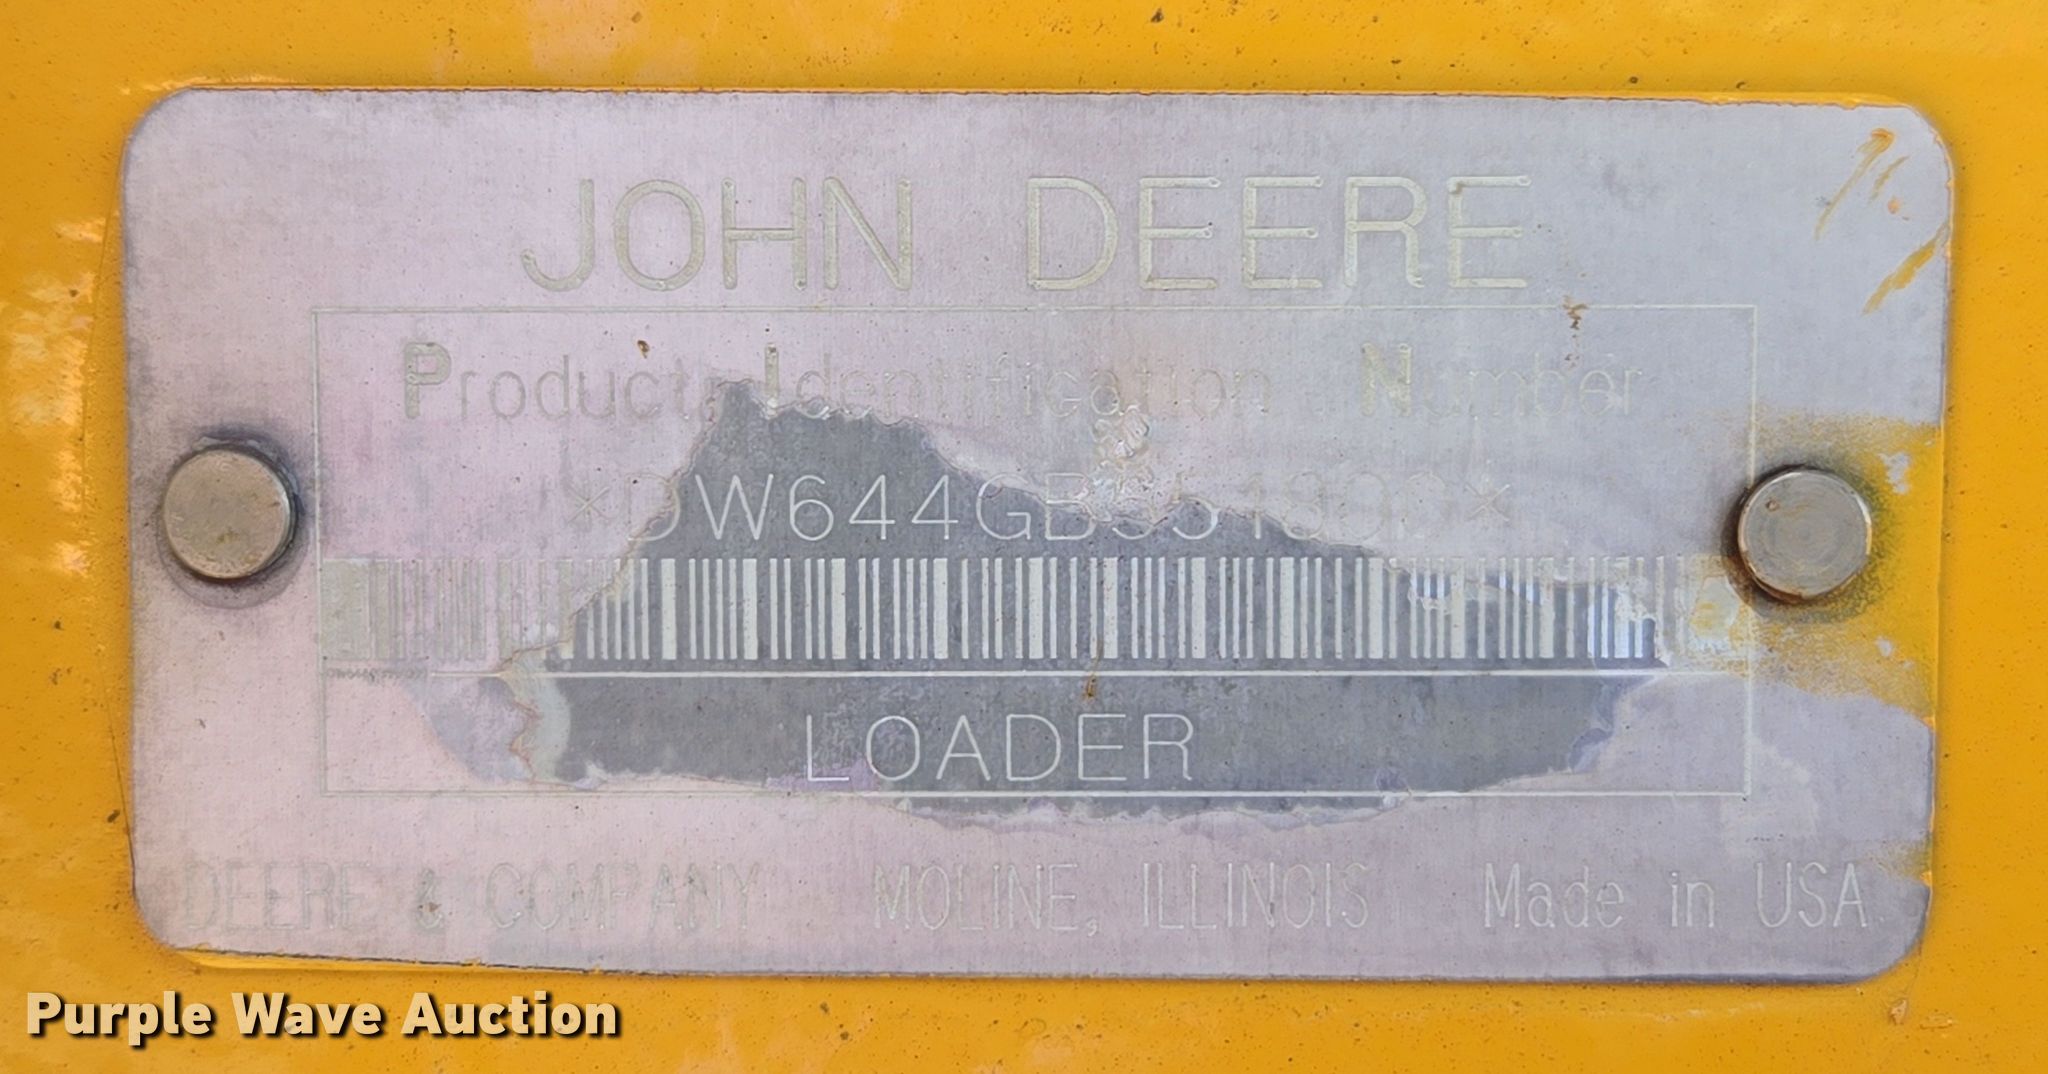 JOHN DEERE
Product Identification Number
LOADER
DEERE & COMPANY MOLINE, ILLINOIS Made in USA
Purple Wave Auction